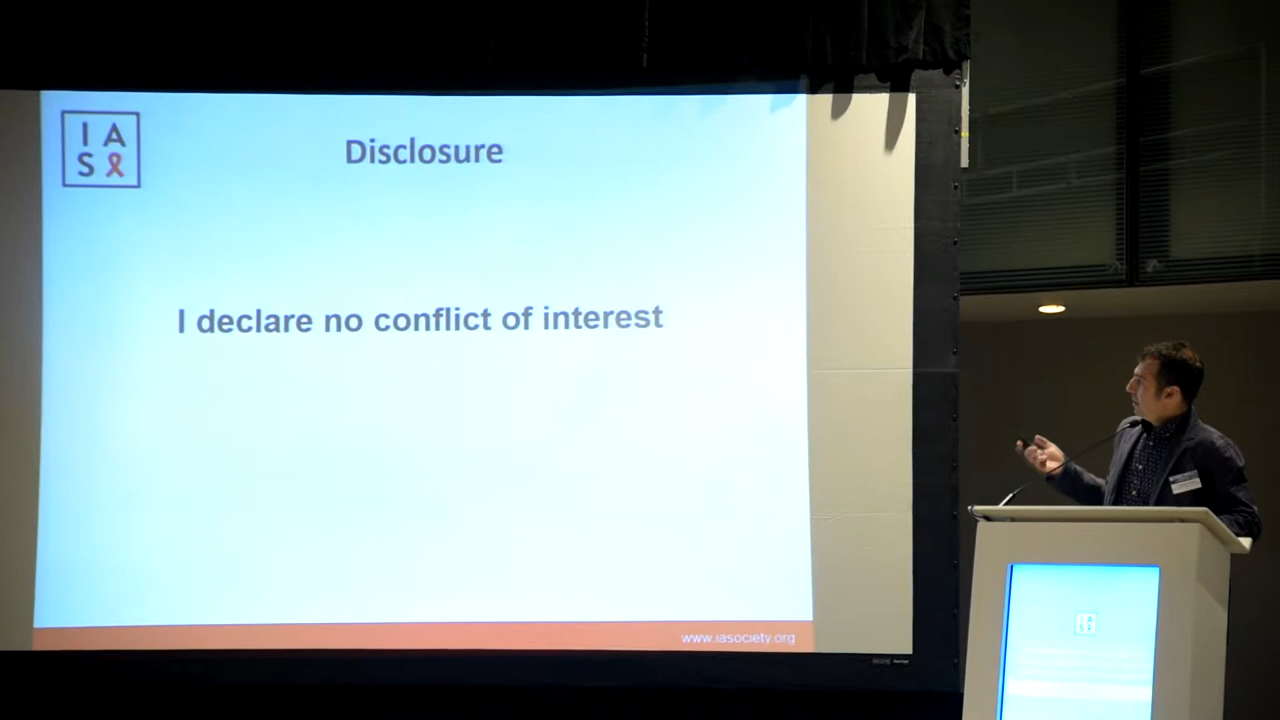 I A
S
Disclosure
I declare no conflict of interest
www.iasociety.org